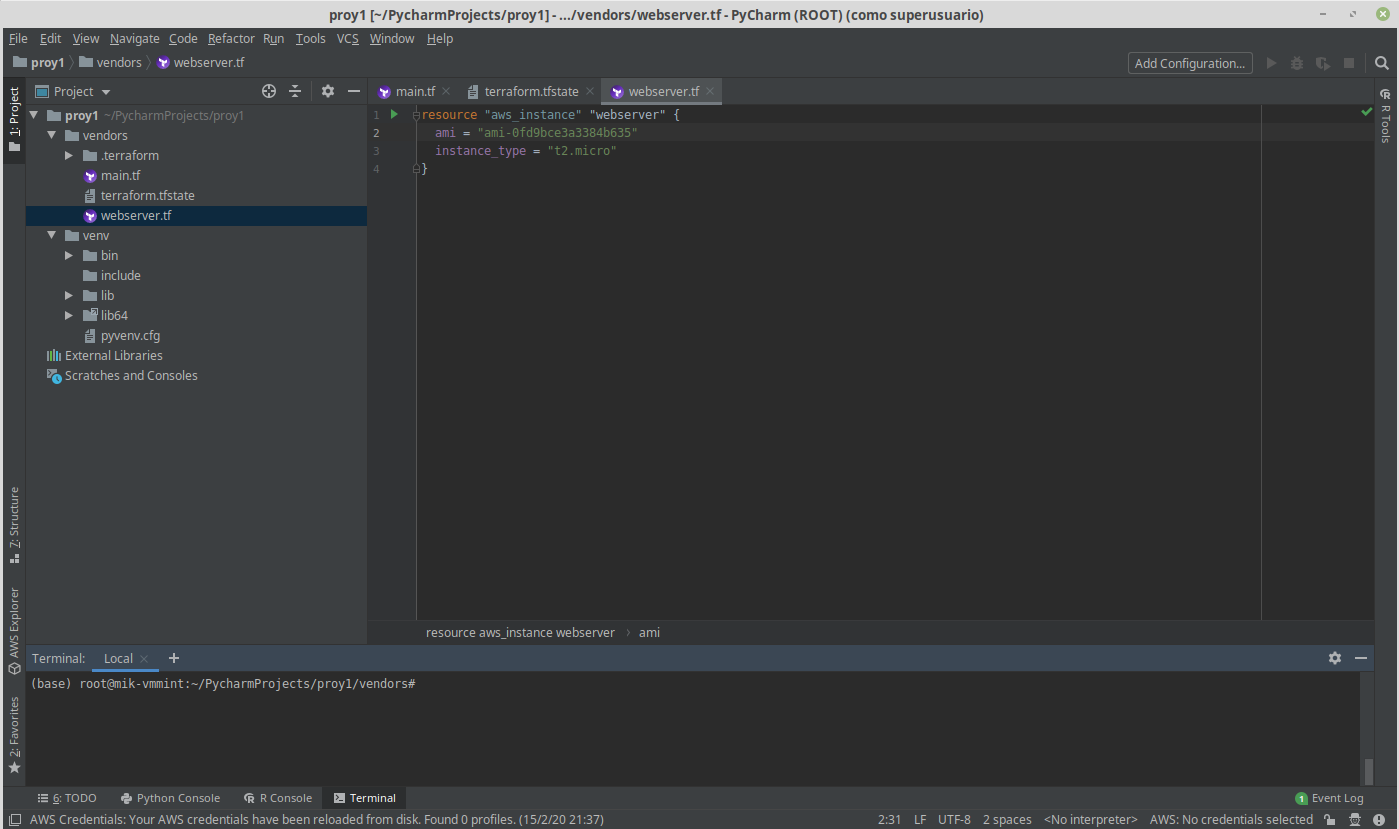 proy1 [~/PycharmProjects/proy1] - .../vendors/webserver.tf - PyCharm (ROOT) (como superusuario)
File Edit View Navigate Code Refactor Run Tools VCS Window Help
proy1 vendors webserver.tf Add Configuration...
1: Project
Project
proy1 ~/PycharmProjects/proy1
vendors
.terraform
main.tf
terraform.tfstate
webserver.tf
venv
bin
include
lib
lib64
pyvenv.cfg
External Libraries
Scratches and Consoles
main.tf terraform.tfstate webserver.tf
1 resource "aws_instance" "webserver" {
2 ami = "ami-0fd9bce3a3384b635"
3 instance_type = "t2.micro"
4 }
resource aws_instance webserver › ami
R Tools
7: Structure
AWS Explorer
2: Favorites
Terminal: Local +
(base) root@mik-vmmint:~/PycharmProjects/proy1/vendors#
6: TODO Python Console R Console Terminal 1 Event Log
AWS Credentials: Your AWS credentials have been reloaded from disk. Found 0 profiles. (15/2/20 21:37) 2:31 LF UTF-8 2 spaces <No interpreter> AWS: No credentials selected